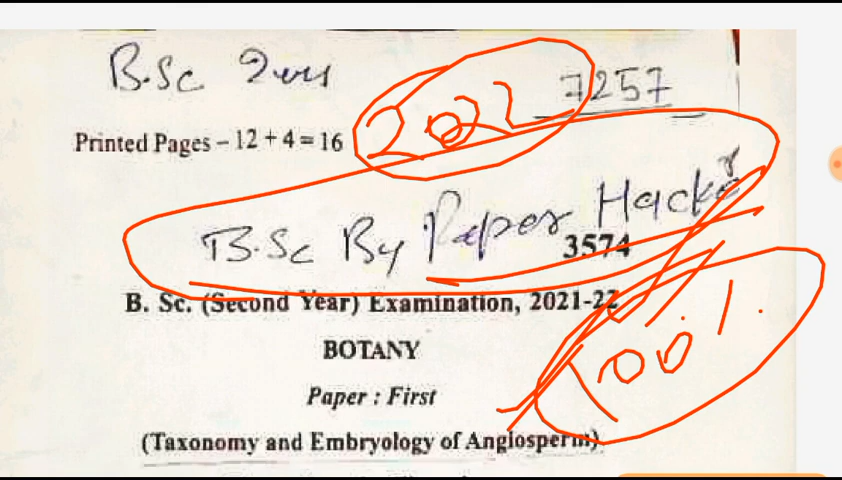 B.Sc 2
2022 7257
Printed Pages – 12 + 4 = 16
B.Sc By Paper Hacker
3574
B. Sc. (Second Year) Examination, 2021-22
BOTANY
Paper : First
(Taxonomy and Embryology of Angiosperm)
100%